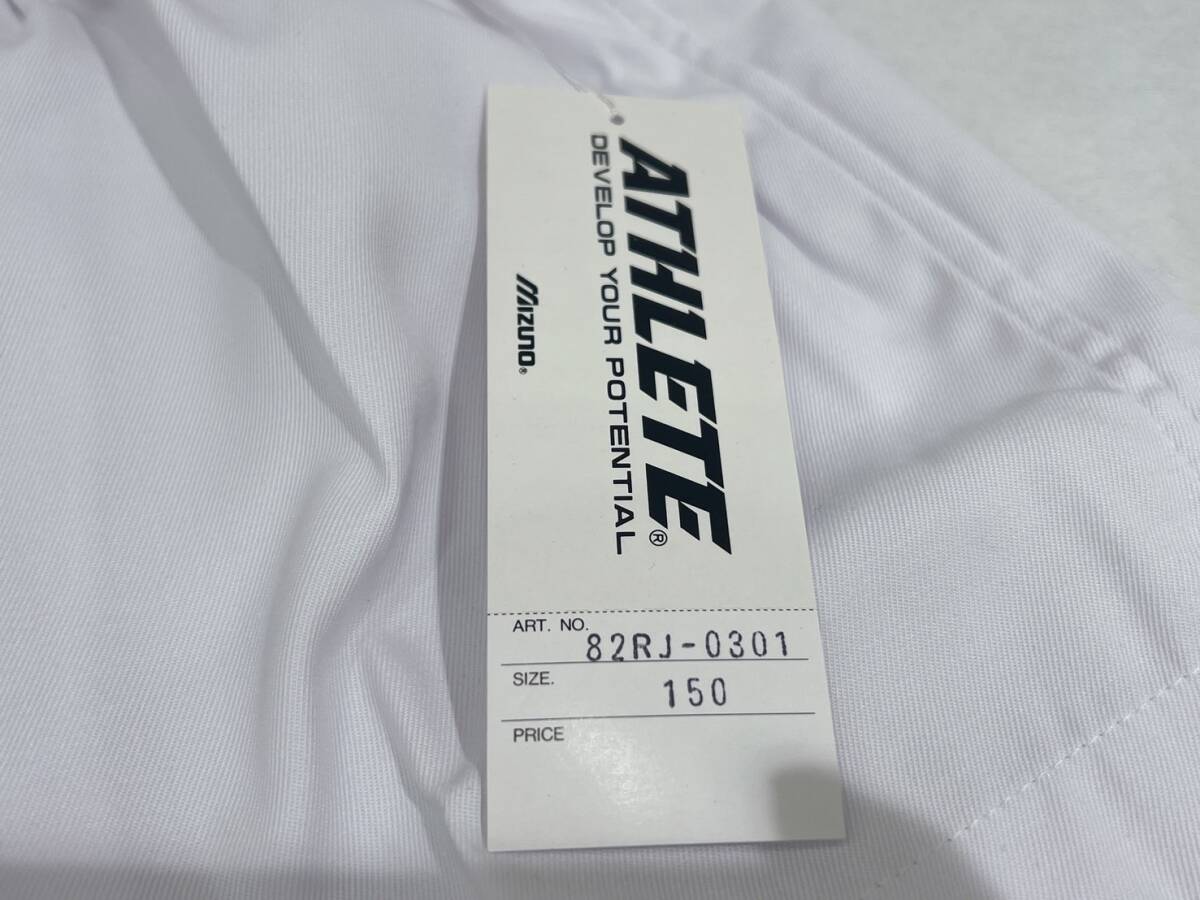 ATHLETE®
DEVELOP YOUR POTENTIAL
Mizuno®
ART. NO. 82RJ-0301
SIZE. 150
PRICE